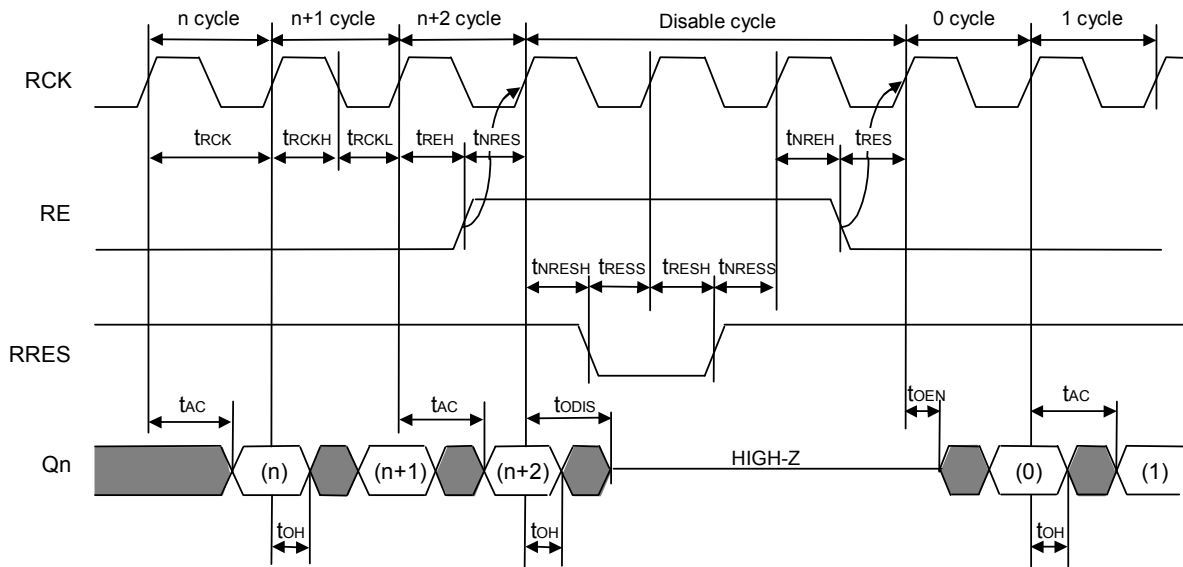 n cycle n+1 cycle n+2 cycle Disable cycle 0 cycle 1 cycle
RCK
tRCK tRCKH tRCKL tREH tNRES tNREH tRES
RE
tNRESH tRESS tRESH tNRESS
RRES
tAC tAC tODIS tOEN tAC
Qn (n) (n+1) (n+2) HIGH-Z (0) (1)
tOH tOH tOH